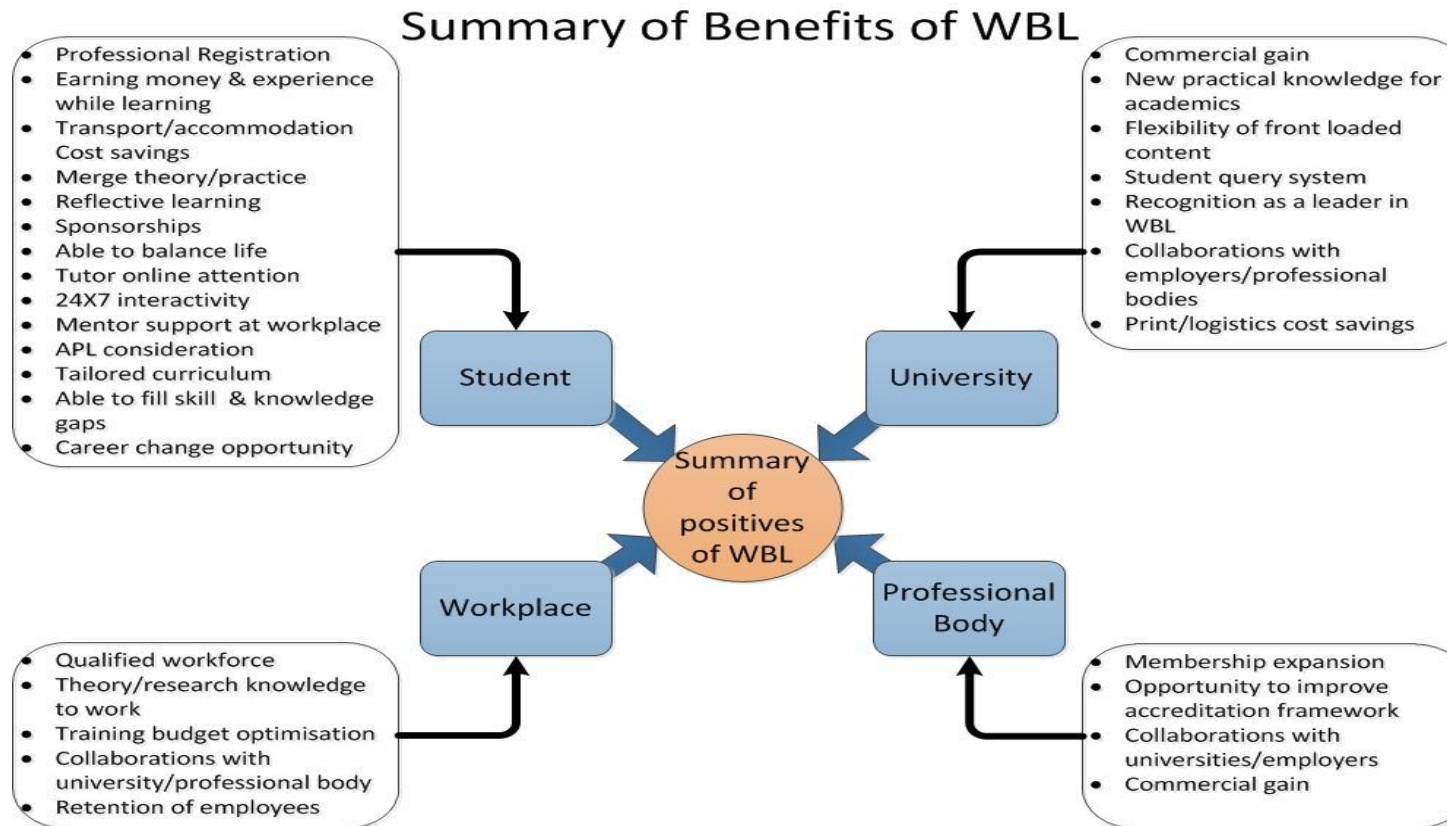 Summary of Benefits of WBL
• Professional Registration
• Earning money & experience
while learning
• Transport/accommodation
Cost savings
• Merge theory/practice
• Reflective learning
• Sponsorships
• Able to balance life
• Tutor online attention
• 24X7 interactivity
• Mentor support at workplace
• APL consideration
• Tailored curriculum
• Able to fill skill & knowledge
gaps
• Career change opportunity
• Commercial gain
• New practical knowledge for
academics
• Flexibility of front loaded
content
• Student query system
• Recognition as a leader in
WBL
• Collaborations with
employers/professional
bodies
• Print/logistics cost savings
Student
University
Summary
of
positives
of WBL
Workplace
Professional
Body
• Qualified workforce
• Theory/research knowledge
to work
• Training budget optimisation
• Collaborations with
university/professional body
• Retention of employees
• Membership expansion
• Opportunity to improve
accreditation framework
• Collaborations with
universities/employers
• Commercial gain